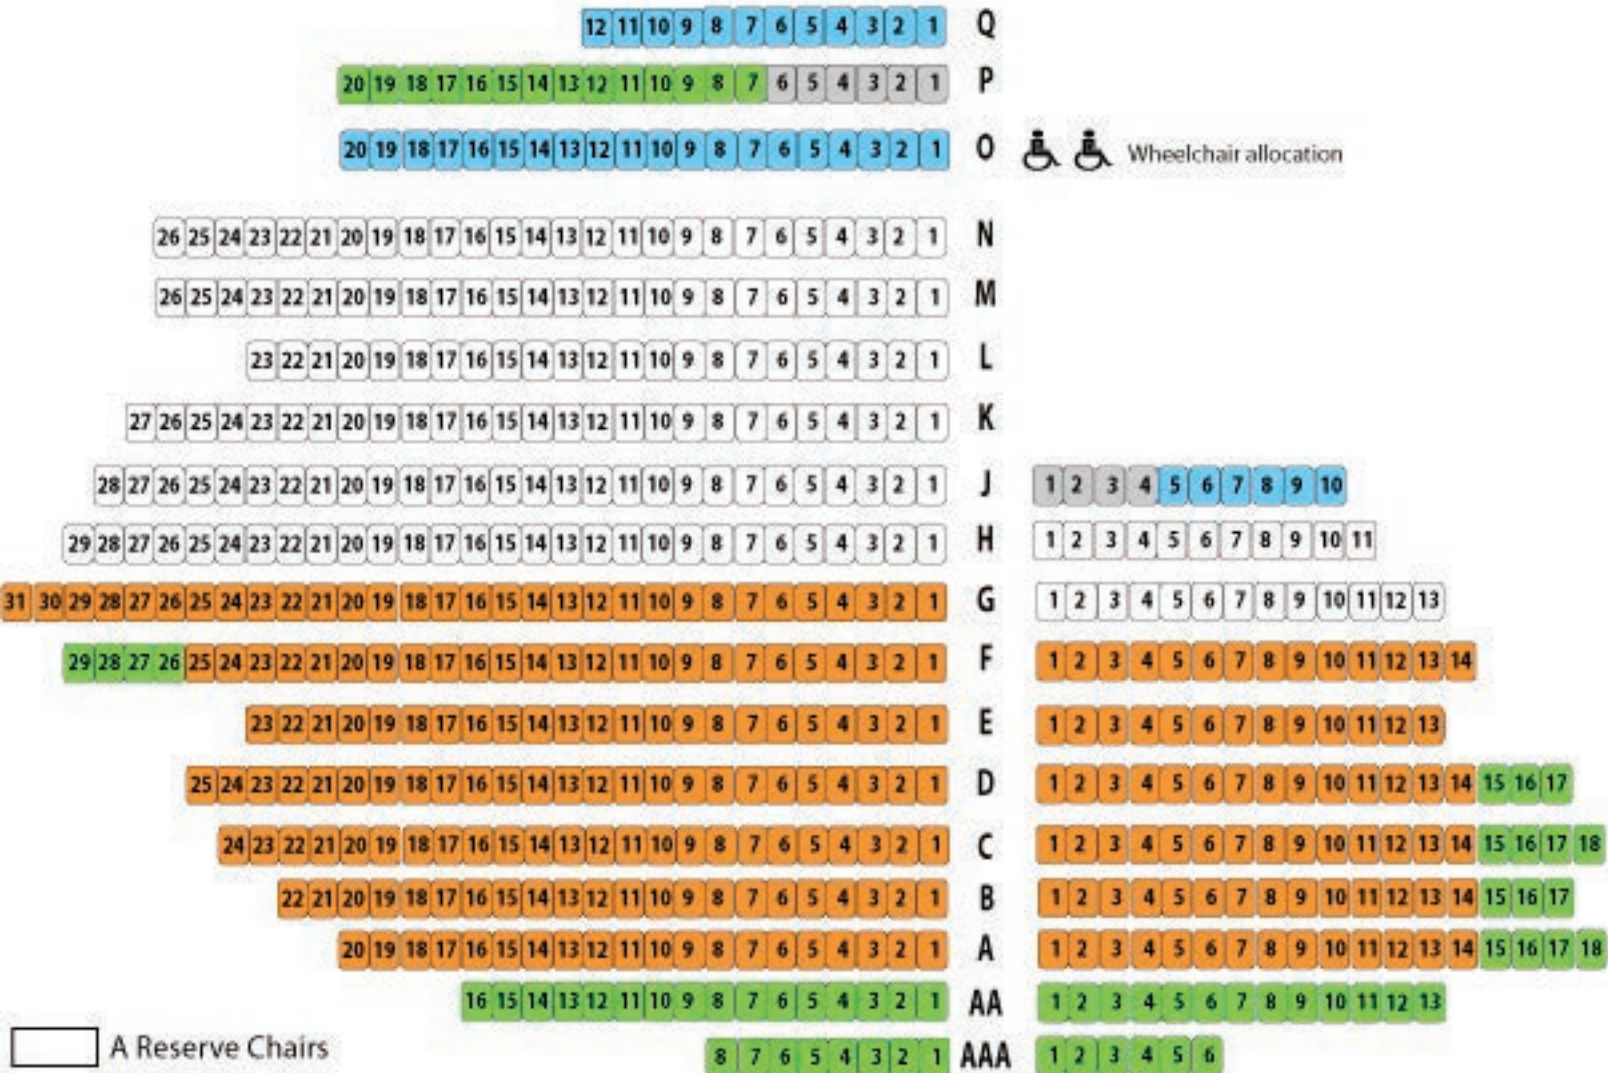 12 11 10 9 8 7 6 5 4 3 2 1 Q
20 19 18 17 16 15 14 13 12 11 10 9 8 7 6 5 4 3 2 1 P
20 19 18 17 16 15 14 13 12 11 10 9 8 7 6 5 4 3 2 1 O Wheelchair allocation
26 25 24 23 22 21 20 19 18 17 16 15 14 13 12 11 10 9 8 7 6 5 4 3 2 1 N
26 25 24 23 22 21 20 19 18 17 16 15 14 13 12 11 10 9 8 7 6 5 4 3 2 1 M
23 22 21 20 19 18 17 16 15 14 13 12 11 10 9 8 7 6 5 4 3 2 1 L
27 26 25 24 23 22 21 20 19 18 17 16 15 14 13 12 11 10 9 8 7 6 5 4 3 2 1 K
28 27 26 25 24 23 22 21 20 19 18 17 16 15 14 13 12 11 10 9 8 7 6 5 4 3 2 1 J 1 2 3 4 5 6 7 8 9 10
29 28 27 26 25 24 23 22 21 20 19 18 17 16 15 14 13 12 11 10 9 8 7 6 5 4 3 2 1 H 1 2 3 4 5 6 7 8 9 10 11
31 30 29 28 27 26 25 24 23 22 21 20 19 18 17 16 15 14 13 12 11 10 9 8 7 6 5 4 3 2 1 G 1 2 3 4 5 6 7 8 9 10 11 12 13
29 28 27 26 25 24 23 22 21 20 19 18 17 16 15 14 13 12 11 10 9 8 7 6 5 4 3 2 1 F 1 2 3 4 5 6 7 8 9 10 11 12 13 14
23 22 21 20 19 18 17 16 15 14 13 12 11 10 9 8 7 6 5 4 3 2 1 E 1 2 3 4 5 6 7 8 9 10 11 12 13
25 24 23 22 21 20 19 18 17 16 15 14 13 12 11 10 9 8 7 6 5 4 3 2 1 D 1 2 3 4 5 6 7 8 9 10 11 12 13 14 15 16 17
24 23 22 21 20 19 18 17 16 15 14 13 12 11 10 9 8 7 6 5 4 3 2 1 C 1 2 3 4 5 6 7 8 9 10 11 12 13 14 15 16 17 18
22 21 20 19 18 17 16 15 14 13 12 11 10 9 8 7 6 5 4 3 2 1 B 1 2 3 4 5 6 7 8 9 10 11 12 13 14 15 16 17
20 19 18 17 16 15 14 13 12 11 10 9 8 7 6 5 4 3 2 1 A 1 2 3 4 5 6 7 8 9 10 11 12 13 14 15 16 17 18
16 15 14 13 12 11 10 9 8 7 6 5 4 3 2 1 AA 1 2 3 4 5 6 7 8 9 10 11 12 13
A Reserve Chairs
8 7 6 5 4 3 2 1 AAA 1 2 3 4 5 6